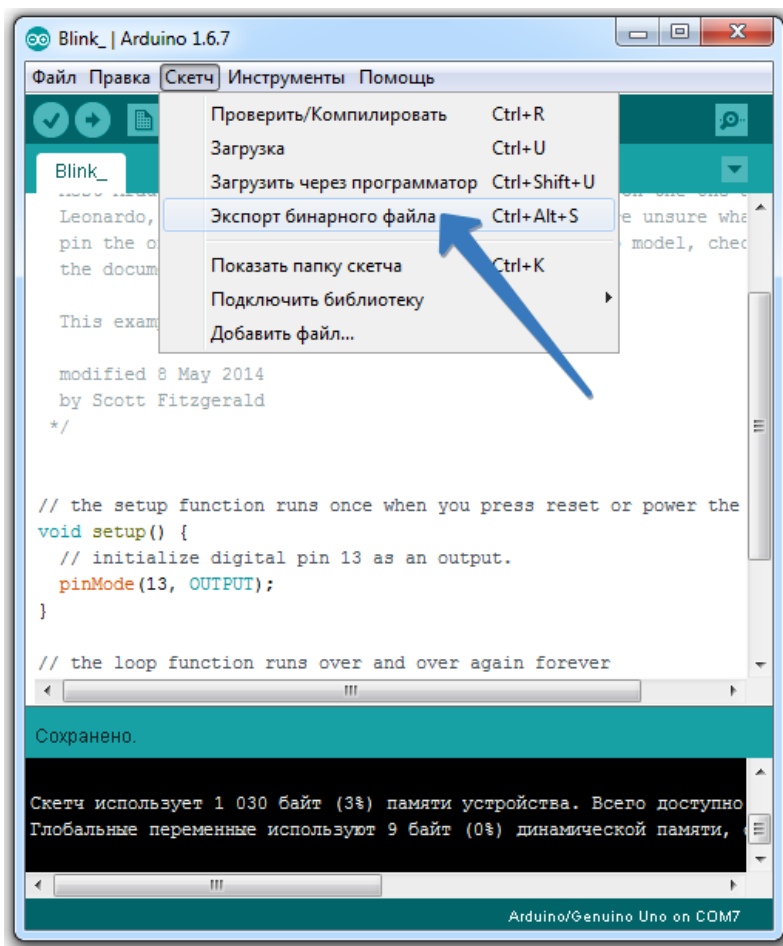 Blink_ | Arduino 1.6.7
Файл Правка Скетч Инструменты Помощь
Проверить/Компилировать Ctrl+R
Загрузка Ctrl+U
Загрузить через программатор Ctrl+Shift+U
Экспорт бинарного файла Ctrl+Alt+S
Показать папку скетча Ctrl+K
Подключить библиотеку
Добавить файл...
Blink_
Leonardo, unsure
pin the model,
the
This
modified 8 May 2014
by Scott Fitzgerald
*/
// the setup function runs once when you press reset or power the
void setup() {
// initialize digital pin 13 as an output.
pinMode(13, OUTPUT);
}
// the loop function runs over and over again forever
Сохранено.
Скетч использует 1 030 байт (3%) памяти устройства. Всего доступно
Глобальные переменные используют 9 байт (0%) динамической памяти,
Arduino/Genuino Uno on COM7